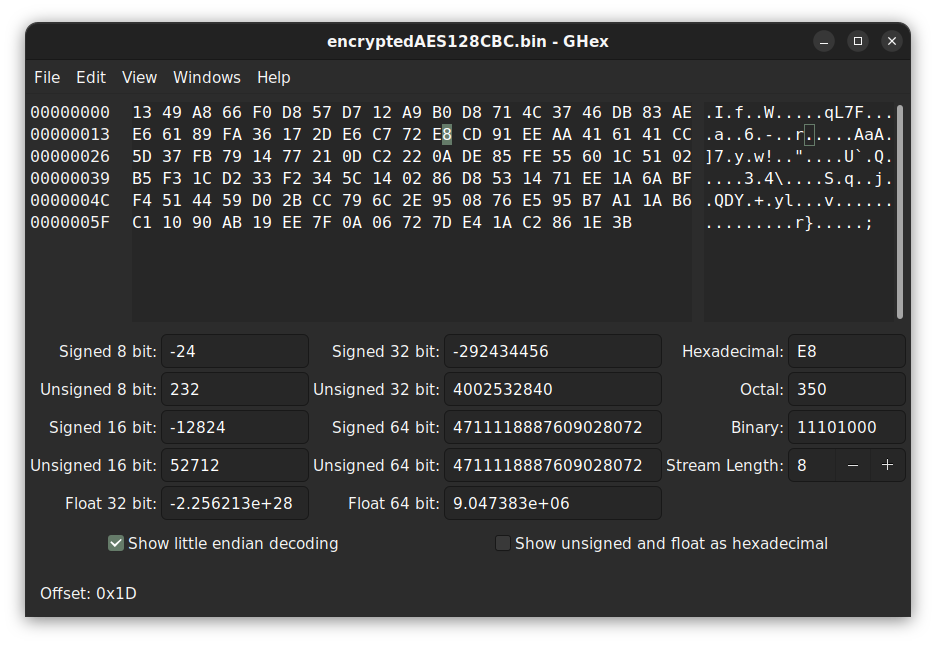 encryptedAES128CBC.bin - GHex
File Edit View Windows Help
00000000 13 49 A8 66 F0 D8 57 D7 12 A9 B0 D8 71 4C 37 46 DB 83 AE .I.f..W.....qL7F...
00000013 E6 61 89 FA 36 17 2D E6 C7 72 E8 CD 91 EE AA 41 61 41 CC .a..6.-..r.....AaA.
00000026 5D 37 FB 79 14 77 21 0D C2 22 0A DE 85 FE 55 60 1C 51 02 ]7.y.w!.."....U`.Q.
00000039 B5 F3 1C D2 33 F2 34 5C 14 02 86 D8 53 14 71 EE 1A 6A BF ....3.4\....S.q..j.
0000004C F4 51 44 59 D0 2B CC 79 6C 2E 95 08 76 E5 95 B7 A1 1A B6 .QDY.+.yl...v......
0000005F C1 10 90 AB 19 EE 7F 0A 06 72 7D E4 1A C2 86 1E 3B .........r}.....;
Signed 8 bit: -24 Signed 32 bit: -292434456 Hexadecimal: E8
Unsigned 8 bit: 232 Unsigned 32 bit: 4002532840 Octal: 350
Signed 16 bit: -12824 Signed 64 bit: 4711118887609028072 Binary: 11101000
Unsigned 16 bit: 52712 Unsigned 64 bit: 4711118887609028072 Stream Length: 8 − +
Float 32 bit: -2.256213e+28 Float 64 bit: 9.047383e+06
Show little endian decoding Show unsigned and float as hexadecimal
Offset: 0x1D